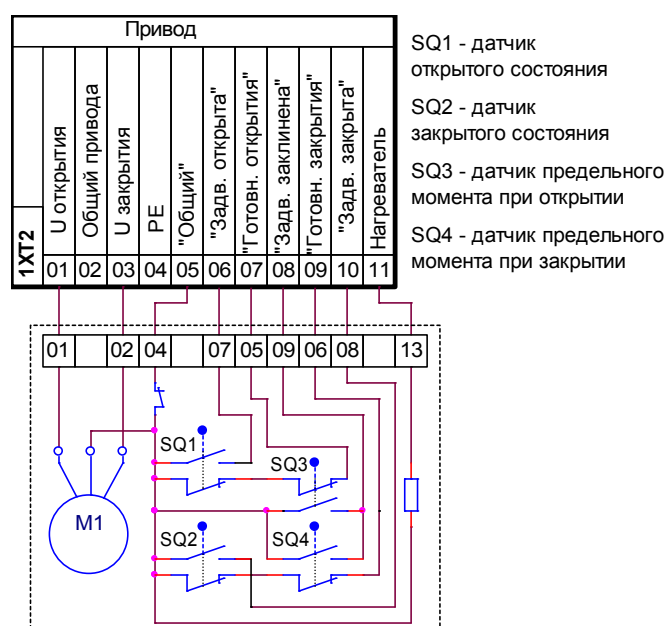 Привод
1XT2
U открытия
Общий привода
U закрытия
PE
"Общий"
"Задв. открыта"
"Готовн. открытия"
"Задв. заклинена"
"Готовн. закрытия"
"Задв. закрыта"
Нагреватель
01 02 03 04 05 06 07 08 09 10 11
SQ1 - датчик
открытого состояния
SQ2 - датчик
закрытого состояния
SQ3 - датчик предельного
момента при открытии
SQ4 - датчик предельного
момента при закрытии
01 02 04 07 05 09 06 08 13
SQ1
SQ3
M1
SQ2
SQ4